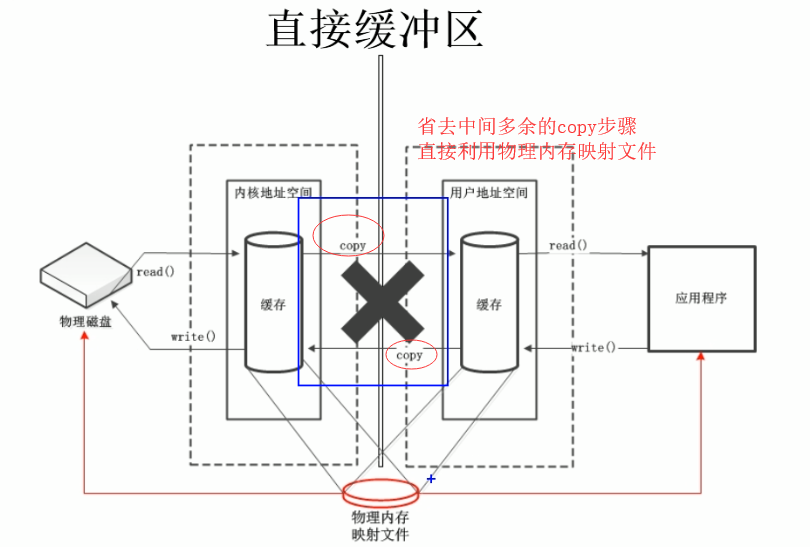 直接缓冲区
省去中间多余的copy步骤
直接利用物理内存映射文件
内核地址空间
用户地址空间
copy
read()
read()
缓存
缓存
应用程序
物理磁盘
write()
copy
write()
物理内存
映射文件